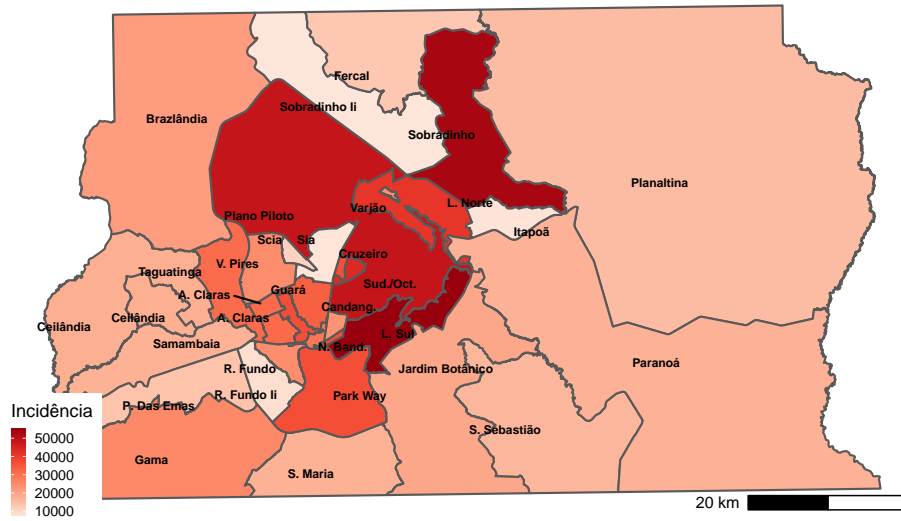 Fercal
Sobradinho Ii
Brazlândia
Sobradinho
Planaltina
L. Norte
Varjão
Plano Piloto
Itapoã
Scia
Sia
Cruzeiro
V. Pires
Taguatinga
Sud./Oct.
Guará
A. Claras
Candang.
Ceilândia
A. Claras
Ceilândia
L. Sul
Samambaia
N. Band.
Paranoá
R. Fundo
Jardim Botânico
R. Fundo Ii
Park Way
P. Das Emas
S. Sebastião
Gama
S. Maria
Incidência
50000
40000
30000
20000
10000
20 km